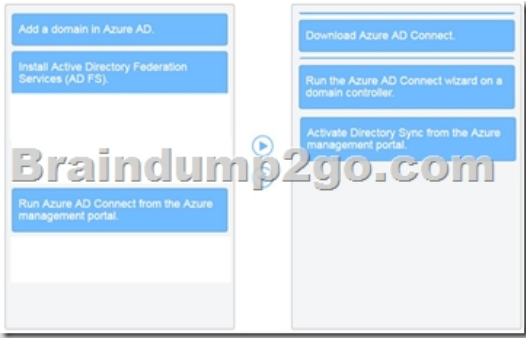 Add a domain in Azure AD.
Install Active Directory Federation
Services (AD FS).
Run Azure AD Connect from the Azure
management portal.
Download Azure AD Connect.
Run the Azure AD Connect wizard on a
domain controller.
Activate Directory Sync from the Azure
management portal.
Braindump2go.com